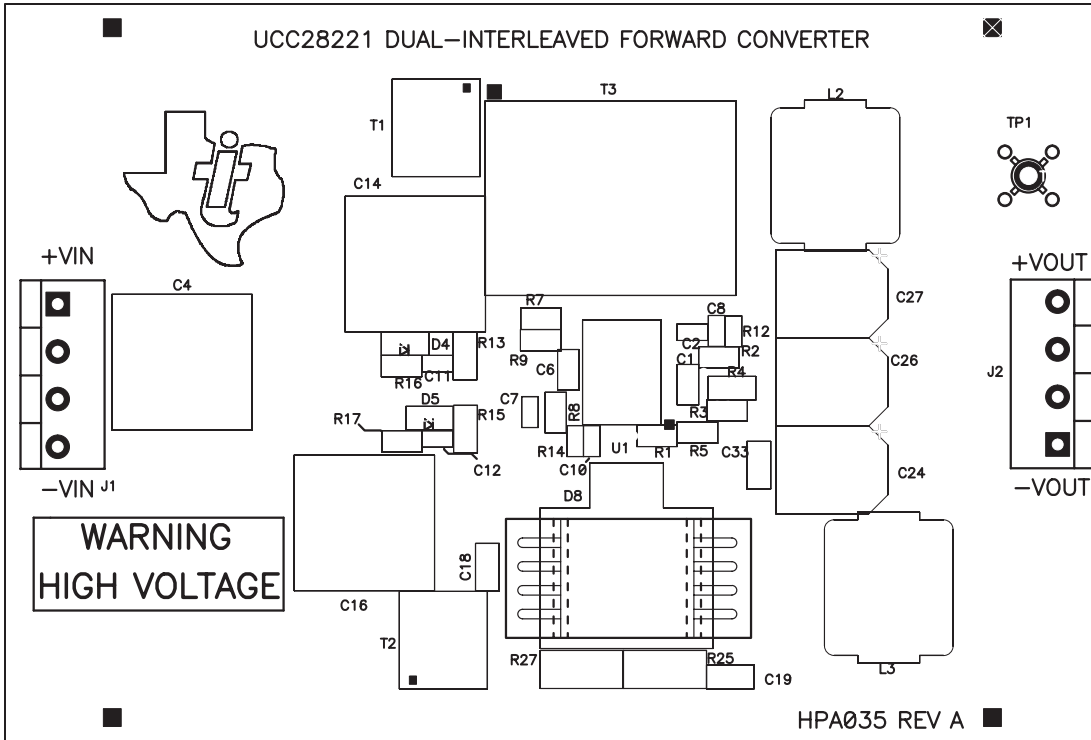 UCC28221 DUAL-INTERLEAVED FORWARD CONVERTER
T3
L2
T1
TP1
C14
+VIN
+VOUT
C4
C27
R7
C8
R12
C2
R13
D4
R9
C26
R2
C6
C1
C11
J2
R16
R4
D5
C7
R8
R3
R15
R17
R14
U1
R1
R5
C33
C12
C10
C24
-VIN J1
-VOUT
D8
WARNING
HIGH VOLTAGE
C18
C16
T2
R27
R25
C19
L3
HPA035 REV A